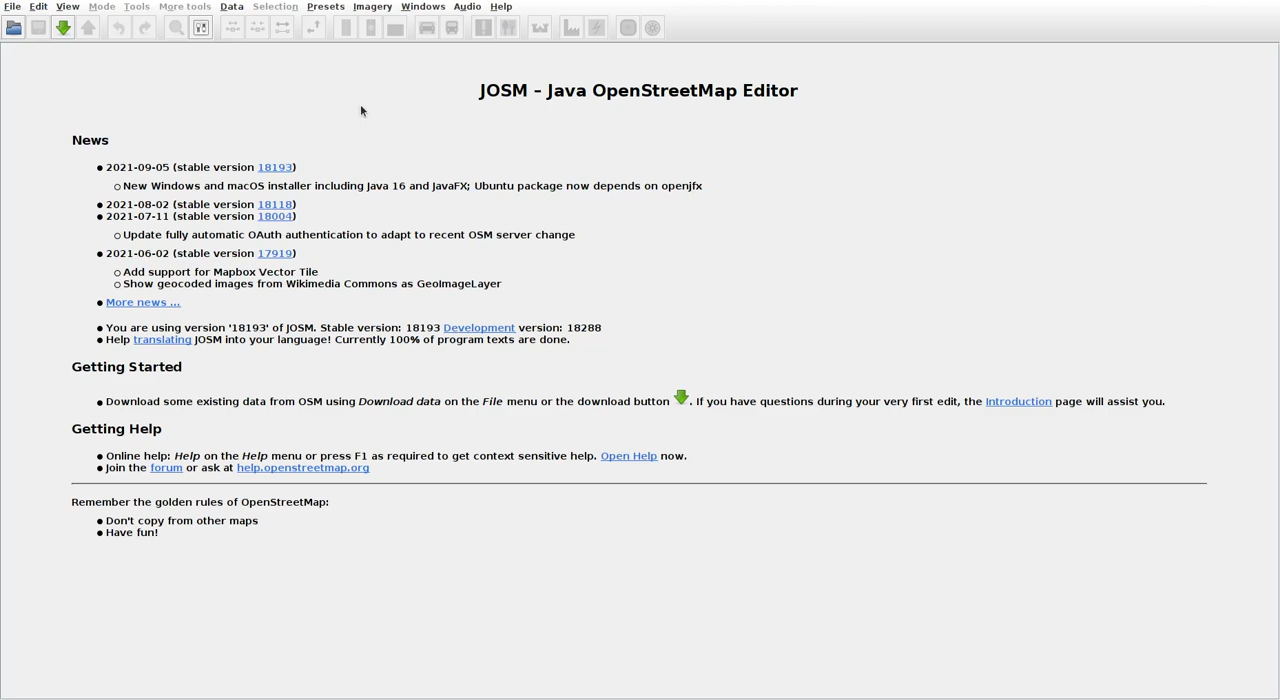 File Edit View Mode Tools More tools Data Selection Presets Imagery Windows Audio Help
JOSM – Java OpenStreetMap Editor
News
2021-09-05 (stable version 18193)
New Windows and macOS installer including Java 16 and JavaFX; Ubuntu package now depends on openjfx
2021-08-02 (stable version 18118)
2021-07-11 (stable version 18004)
Update fully automatic OAuth authentication to adapt to recent OSM server change
2021-06-02 (stable version 17919)
Add support for Mapbox Vector Tile
Show geocoded images from Wikimedia Commons as GeoImageLayer
More news ...
You are using version '18193' of JOSM. Stable version: 18193 Development version: 18288
Help translating JOSM into your language! Currently 100% of program texts are done.
Getting Started
Download some existing data from OSM using Download data on the File menu or the download button . If you have questions during your very first edit, the Introduction page will assist you.
Getting Help
Online help: Help on the Help menu or press F1 as required to get context sensitive help. Open Help now.
Join the forum or ask at help.openstreetmap.org
Remember the golden rules of OpenStreetMap:
Don't copy from other maps
Have fun!